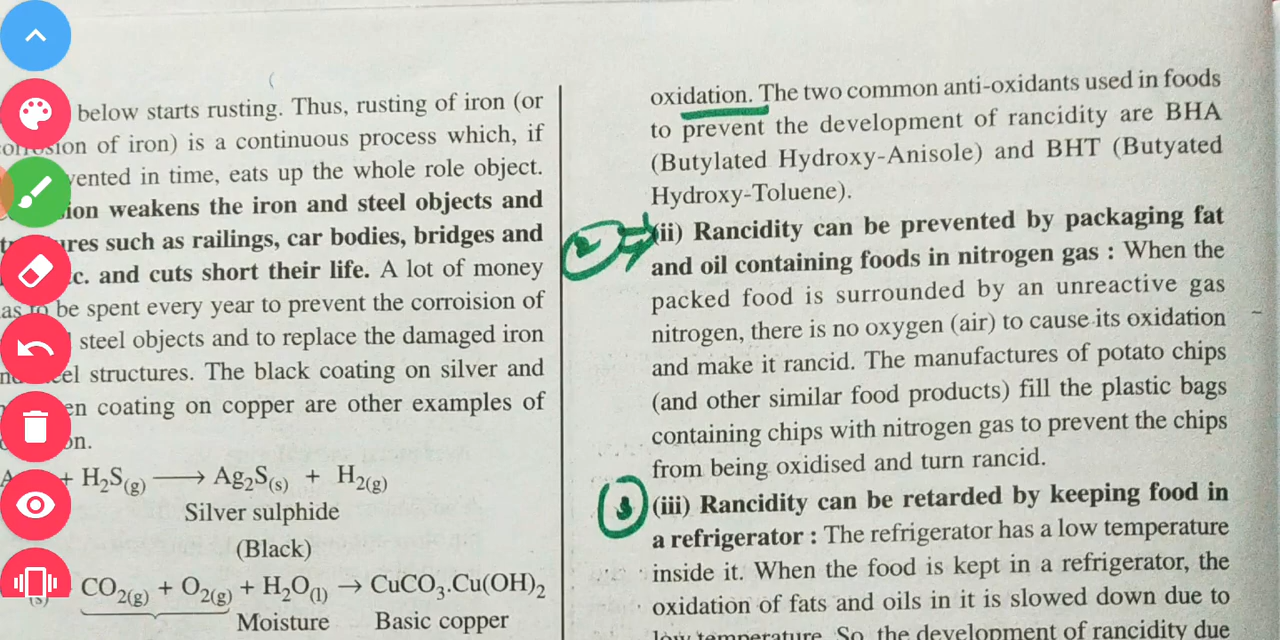 below starts rusting. Thus, rusting of iron (or
of iron) is a continuous process which, if
in time, eats up the whole role object.
weakens the iron and steel objects and
such as railings, car bodies, bridges and
and cuts short their life. A lot of money
be spent every year to prevent the corroision of
steel objects and to replace the damaged iron
structures. The black coating on silver and
coating on copper are other examples of
+ H₂S(g) ⟶ Ag₂S(s) + H₂(g)
Silver sulphide
(Black)
(s) CO₂(g) + O₂(g) + H₂O(l) → CuCO₃.Cu(OH)₂
Moisture Basic copper
oxidation. The two common anti-oxidants used in foods
to prevent the development of rancidity are BHA
(Butylated Hydroxy-Anisole) and BHT (Butyated
Hydroxy-Toluene).
2 (ii) Rancidity can be prevented by packaging fat
and oil containing foods in nitrogen gas : When the
packed food is surrounded by an unreactive gas
nitrogen, there is no oxygen (air) to cause its oxidation
and make it rancid. The manufactures of potato chips
(and other similar food products) fill the plastic bags
containing chips with nitrogen gas to prevent the chips
from being oxidised and turn rancid.
3 (iii) Rancidity can be retarded by keeping food in
a refrigerator : The refrigerator has a low temperature
inside it. When the food is kept in a refrigerator, the
oxidation of fats and oils in it is slowed down due to
low temperature. So, the development of rancidity due